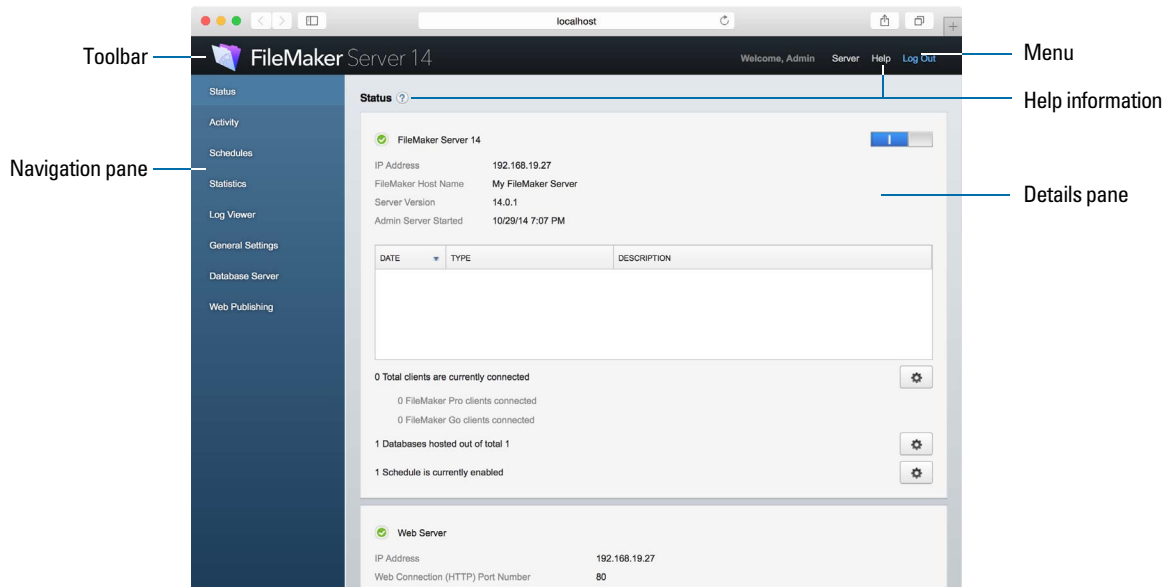 localhost
Toolbar
FileMaker Server 14
Welcome, Admin Server Help Log Out
Menu
Help information
Navigation pane
Details pane
Status
Activity
Schedules
Statistics
Log Viewer
General Settings
Database Server
Web Publishing
Status ?
FileMaker Server 14
IP Address 192.168.19.27
FileMaker Host Name My FileMaker Server
Server Version 14.0.1
Admin Server Started 10/29/14 7:07 PM
DATE TYPE DESCRIPTION
0 Total clients are currently connected
0 FileMaker Pro clients connected
0 FileMaker Go clients connected
1 Databases hosted out of total 1
1 Schedule is currently enabled
Web Server
IP Address 192.168.19.27
Web Connection (HTTP) Port Number 80